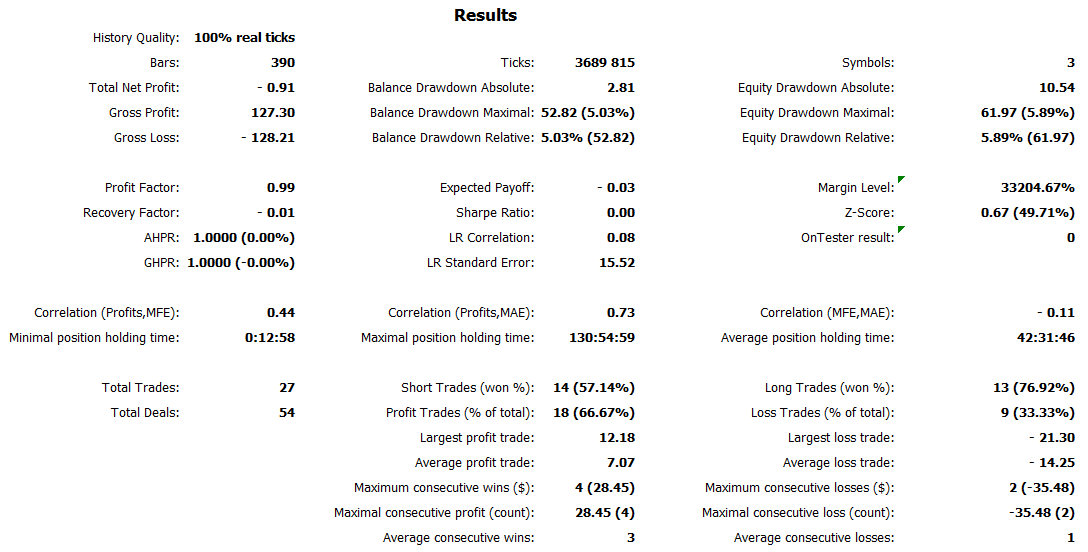 Results
History Quality: 100% real ticks
Bars: 390 Ticks: 3689 815 Symbols: 3
Total Net Profit: - 0.91 Balance Drawdown Absolute: 2.81 Equity Drawdown Absolute: 10.54
Gross Profit: 127.30 Balance Drawdown Maximal: 52.82 (5.03%) Equity Drawdown Maximal: 61.97 (5.89%)
Gross Loss: - 128.21 Balance Drawdown Relative: 5.03% (52.82) Equity Drawdown Relative: 5.89% (61.97)
Profit Factor: 0.99 Expected Payoff: - 0.03 Margin Level: 33204.67%
Recovery Factor: - 0.01 Sharpe Ratio: 0.00 Z-Score: 0.67 (49.71%)
AHPR: 1.0000 (0.00%) LR Correlation: 0.08 OnTester result: 0
GHPR: 1.0000 (-0.00%) LR Standard Error: 15.52
Correlation (Profits,MFE): 0.44 Correlation (Profits,MAE): 0.73 Correlation (MFE,MAE): - 0.11
Minimal position holding time: 0:12:58 Maximal position holding time: 130:54:59 Average position holding time: 42:31:46
Total Trades: 27 Short Trades (won %): 14 (57.14%) Long Trades (won %): 13 (76.92%)
Total Deals: 54 Profit Trades (% of total): 18 (66.67%) Loss Trades (% of total): 9 (33.33%)
Largest profit trade: 12.18 Largest loss trade: - 21.30
Average profit trade: 7.07 Average loss trade: - 14.25
Maximum consecutive wins ($): 4 (28.45) Maximum consecutive losses ($): 2 (-35.48)
Maximal consecutive profit (count): 28.45 (4) Maximal consecutive loss (count): -35.48 (2)
Average consecutive wins: 3 Average consecutive losses: 1